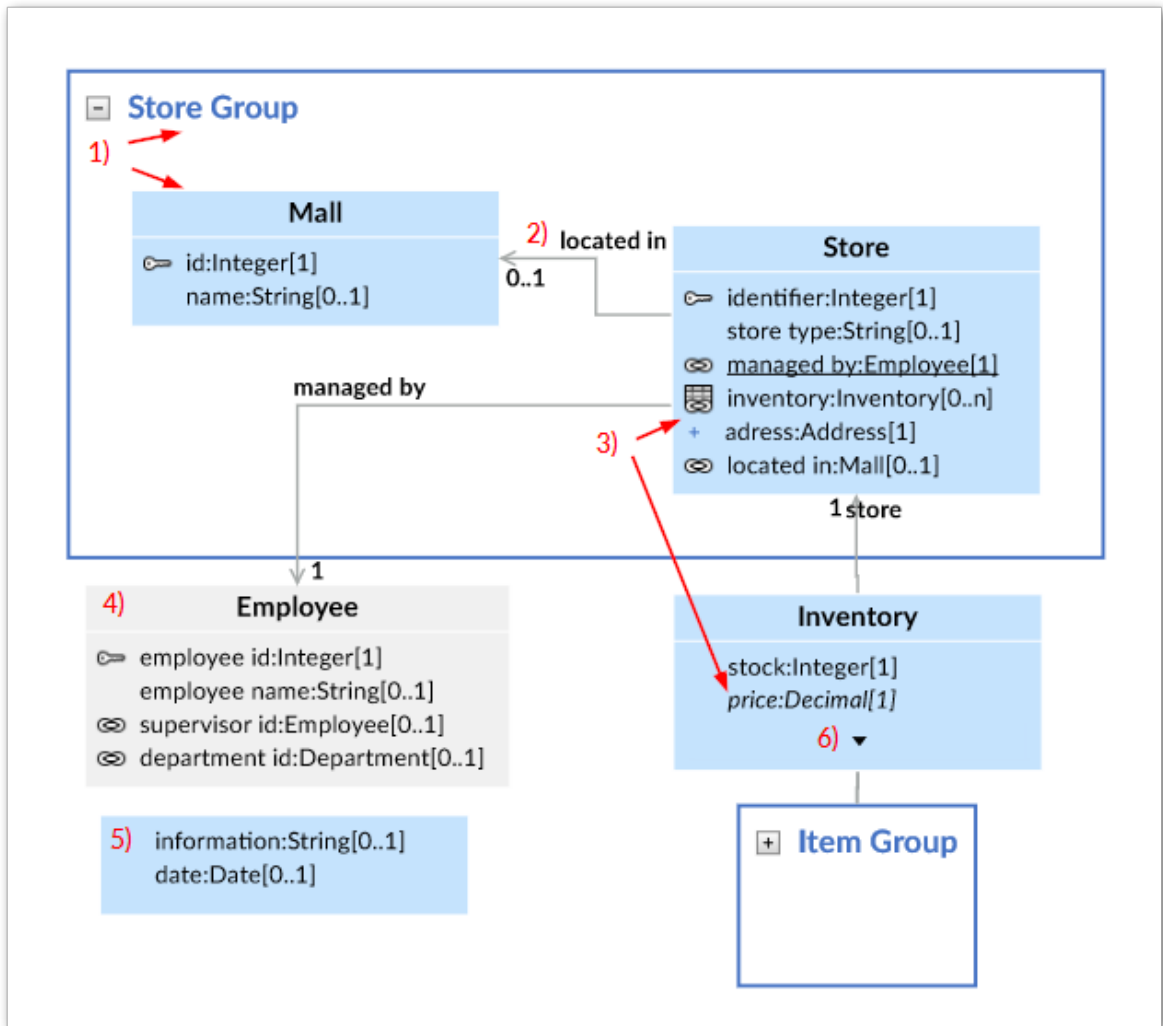 Store Group
1)
Mall
id:Integer[1]
name:String[0..1]
2) located in
0..1
Store
identifier:Integer[1]
store type:String[0..1]
managed by:Employee[1]
inventory:Inventory[0..n]
+ adress:Address[1]
located in:Mall[0..1]
managed by
3)
1 store
1
4) Employee
employee id:Integer[1]
employee name:String[0..1]
supervisor id:Employee[0..1]
department id:Department[0..1]
Inventory
stock:Integer[1]
price:Decimal[1]
6)
5) information:String[0..1]
date:Date[0..1]
Item Group